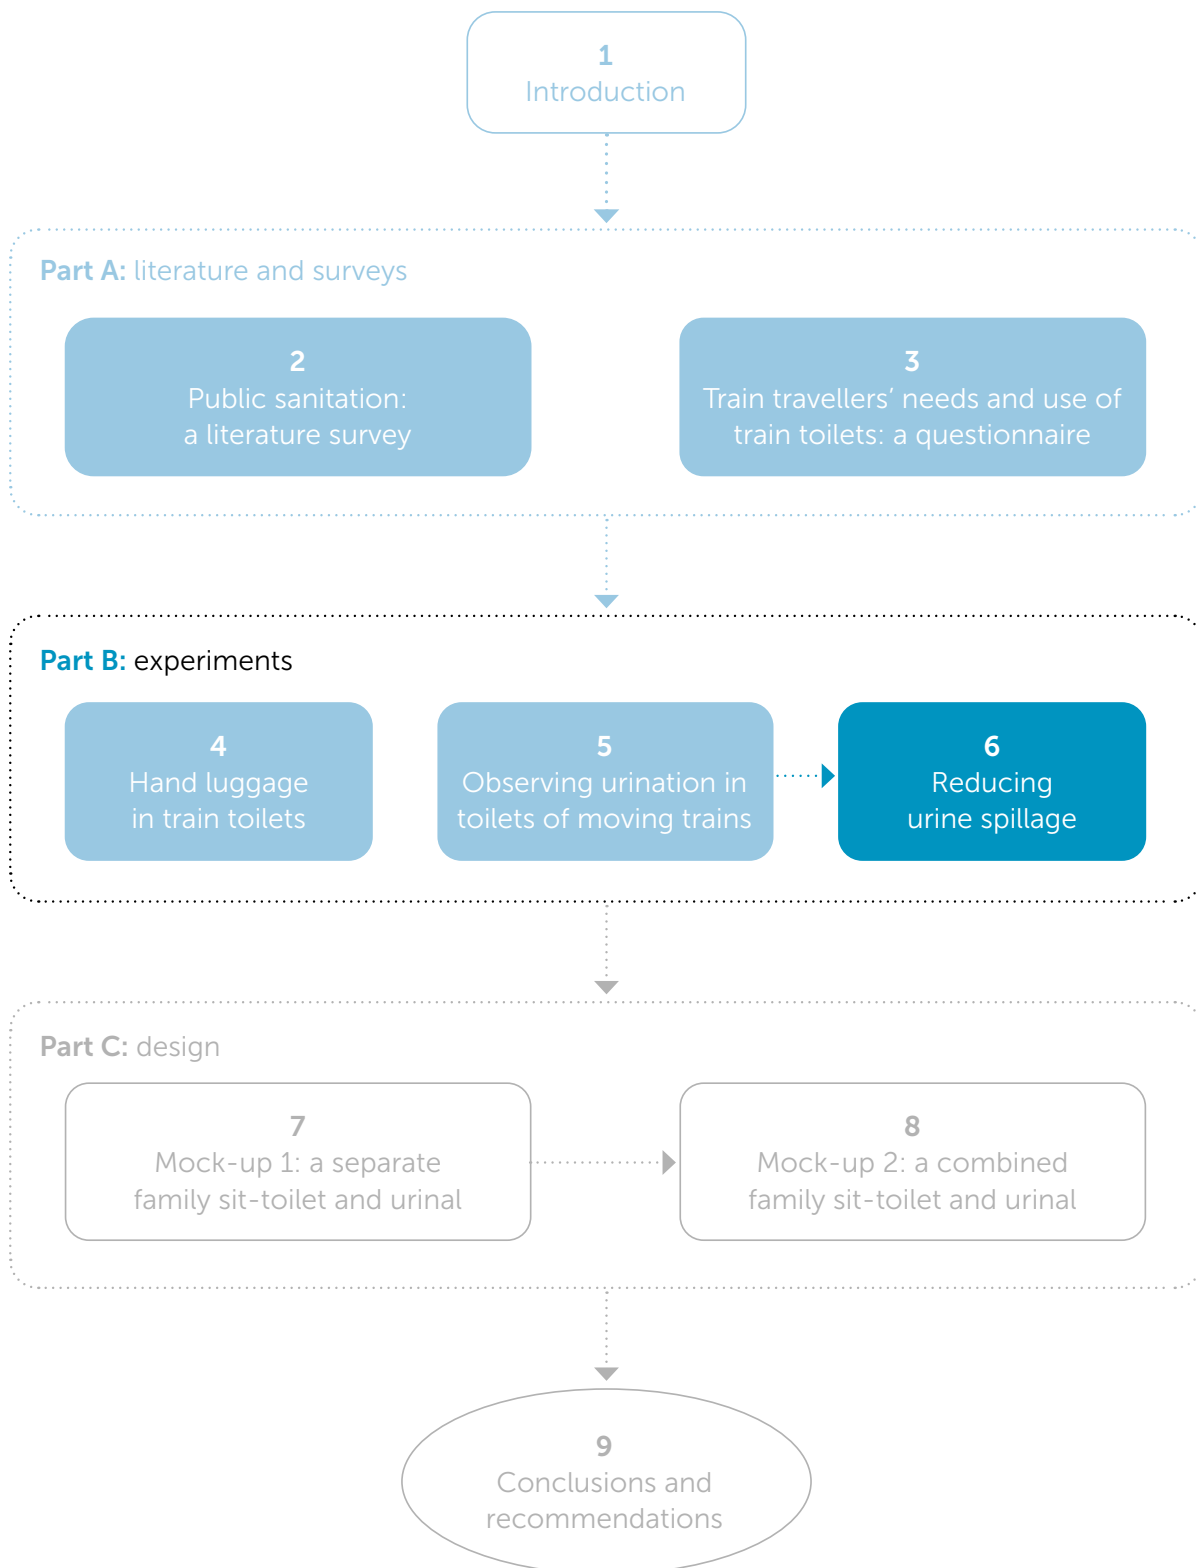 1
Introduction
Part A: literature and surveys
2
Public sanitation:
a literature survey
3
Train travellers’ needs and use of
train toilets: a questionnaire
Part B: experiments
4
Hand luggage
in train toilets
5
Observing urination in
toilets of moving trains
6
Reducing
urine spillage
Part C: design
7
Mock-up 1: a separate
family sit-toilet and urinal
8
Mock-up 2: a combined
family sit-toilet and urinal
9
Conclusions and
recommendations